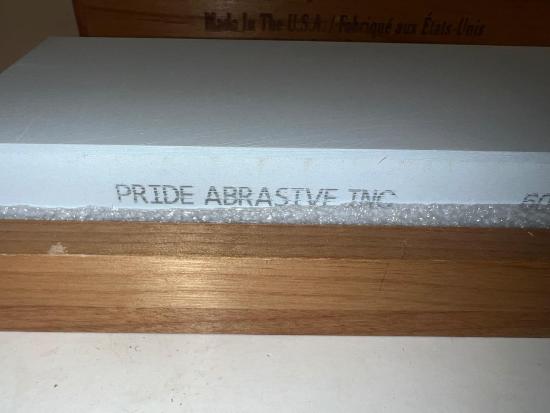 Made In The U.S.A. / Fabriqué aux États-Unis
PRIDE ABRASIVE INC